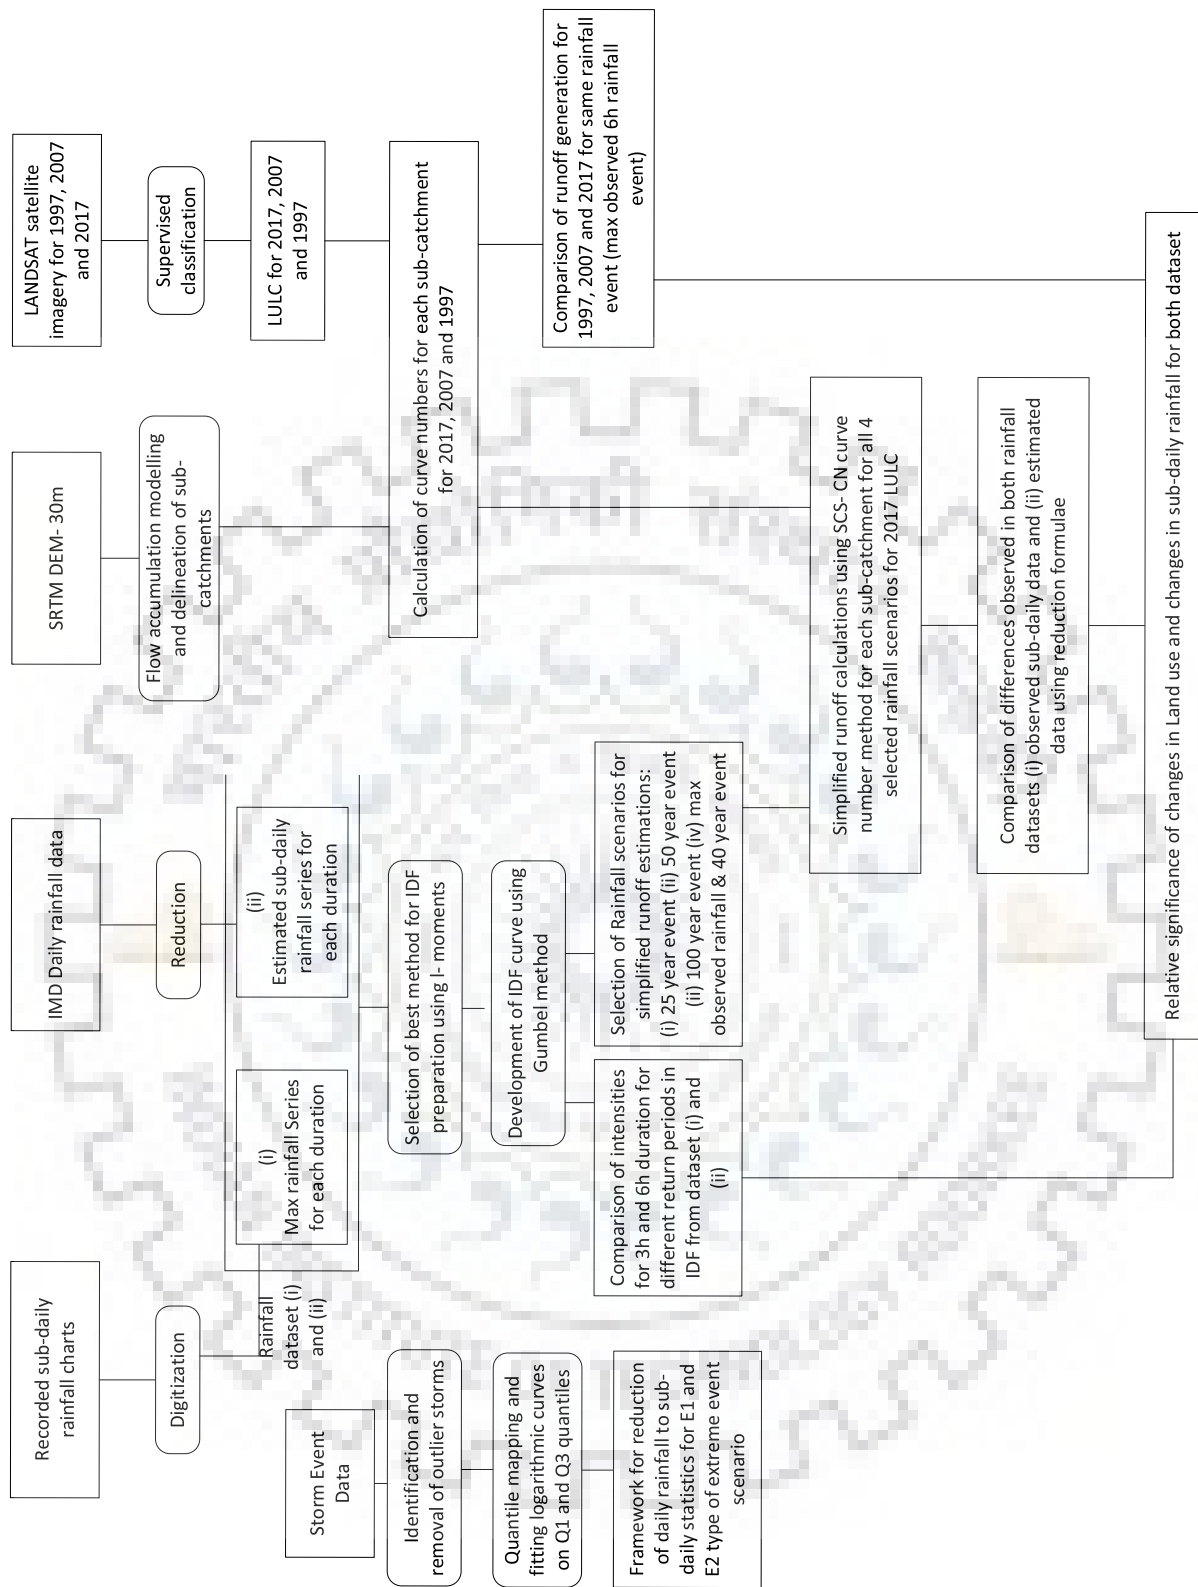 Recorded sub-daily
rainfall charts
IMD Daily rainfall data
SRTM DEM- 30m
LANDSAT satellite
imagery for 1997, 2007
and 2017
Digitization
Reduction
Flow accumulation modelling
and delineation of sub-
catchments
Supervised
classification
Rainfall
dataset (i)
and (ii)
(i)
Max rainfall Series
for each duration
(ii)
Estimated sub-daily
rainfall series for
each duration
LULC for 2017, 2007
and 1997
Storm Event
Data
Identification and
removal of outlier storms
Selection of best method for IDF
preparation using l- moments
Calculation of curve numbers for each sub-catchment
for 2017, 2007 and 1997
Quantile mapping and
fitting logarithmic curves
on Q1 and Q3 quantiles
Development of IDF curve using
Gumbel method
Comparison of runoff generation for
1997, 2007 and 2017 for same rainfall
event (max observed 6h rainfall
event)
Framework for reduction
of daily rainfall to sub-
daily statistics for E1 and
E2 type of extreme event
scenario
Comparison of intensities
for 3h and 6h duration for
different return periods in
IDF from dataset (i) and
(ii)
Selection of Rainfall scenarios for
simplified runoff estimations:
(i) 25 year event (ii) 50 year event
(ii) 100 year event (iv) max
observed rainfall & 40 year event
Simplified runoff calculations using SCS- CN curve
number method for each sub-catchment for all 4
selected rainfall scenarios for 2017 LULC
Comparison of differences observed in both rainfall
datasets (i) observed sub-daily data and (ii) estimated
data using reduction formulae
Relative significance of changes in Land use and changes in sub-daily rainfall for both dataset